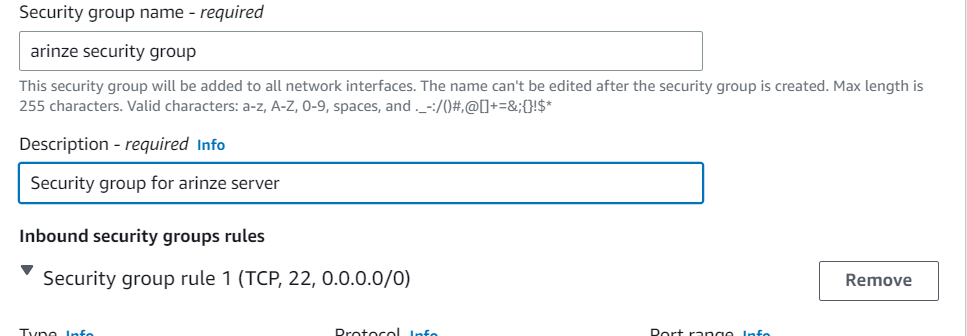 Security group name - required
arinze security group
This security group will be added to all network interfaces. The name can't be edited after the security group is created. Max length is
255 characters. Valid characters: a-z, A-Z, 0-9, spaces, and ._-:/()#,@[]+=&;{}!$*
Description - required Info
Security group for arinze server
Inbound security groups rules
Security group rule 1 (TCP, 22, 0.0.0.0/0)
Remove
Type Info Protocol Info Port range Info